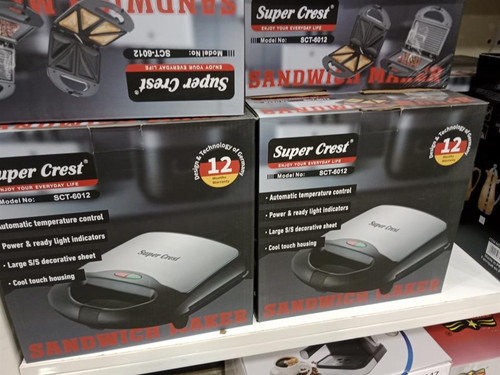 SANDWICH MAKER
Model No: SCT-6012
ENJOY YOUR EVERYDAY LIFE
Super Crest®
Super Crest®
ENJOY YOUR EVERYDAY LIFE
Model No: SCT-6012
SANDWICH MAKER
uper Crest®
ENJOY YOUR EVERYDAY LIFE
Model No: SCT-6012
Design & Technology of Germany
12
Months
Warranty
utomatic temperature control
Power & ready light indicators
· Large S/S decorative sheet
· Cool touch housing
Super Crest
SANDWICH MAKER
Super Crest®
ENJOY YOUR EVERYDAY LIFE
Model No: SCT-6012
Design & Technology of Germany
12
Months
Warranty
· Automatic temperature control
· Power & ready light indicators
· Large S/S decorative sheet
· Cool touch housing
Super Crest
SANDWICH MAKER